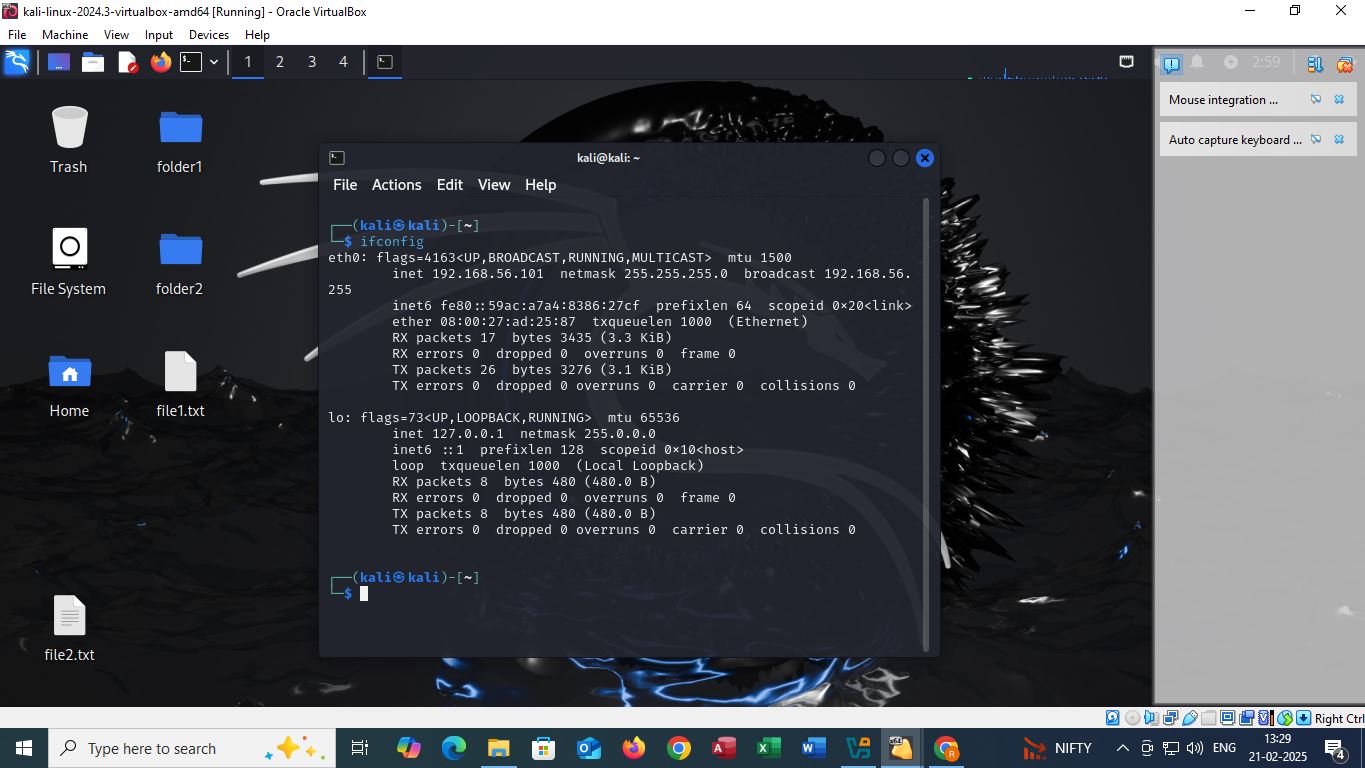 kali-linux-2024.3-virtualbox-amd64 [Running] - Oracle VirtualBox
File Machine View Input Devices Help
1 2 3 4
2:59
Mouse integration ...
Auto capture keyboard ...
Trash
folder1
File System
folder2
Home
file1.txt
file2.txt
kali@kali: ~
File Actions Edit View Help
┌──(kali㉿kali)-[~]
└─$ ifconfig
eth0: flags=4163<UP,BROADCAST,RUNNING,MULTICAST>  mtu 1500
        inet 192.168.56.101  netmask 255.255.255.0  broadcast 192.168.56.
255
        inet6 fe80::59ac:a7a4:8386:27cf  prefixlen 64  scopeid 0x20<link>
        ether 08:00:27:ad:25:87  txqueuelen 1000  (Ethernet)
        RX packets 17  bytes 3435 (3.3 KiB)
        RX errors 0  dropped 0  overruns 0  frame 0
        TX packets 26  bytes 3276 (3.1 KiB)
        TX errors 0  dropped 0 overruns 0  carrier 0  collisions 0
lo: flags=73<UP,LOOPBACK,RUNNING>  mtu 65536
        inet 127.0.0.1  netmask 255.0.0.0
        inet6 ::1  prefixlen 128  scopeid 0x10<host>
        loop  txqueuelen 1000  (Local Loopback)
        RX packets 8  bytes 480 (480.0 B)
        RX errors 0  dropped 0  overruns 0  frame 0
        TX packets 8  bytes 480 (480.0 B)
        TX errors 0  dropped 0 overruns 0  carrier 0  collisions 0
┌──(kali㉿kali)-[~]
└─$
Right Ctrl
Type here to search
NIFTY
ENG
13:29
21-02-2025
4